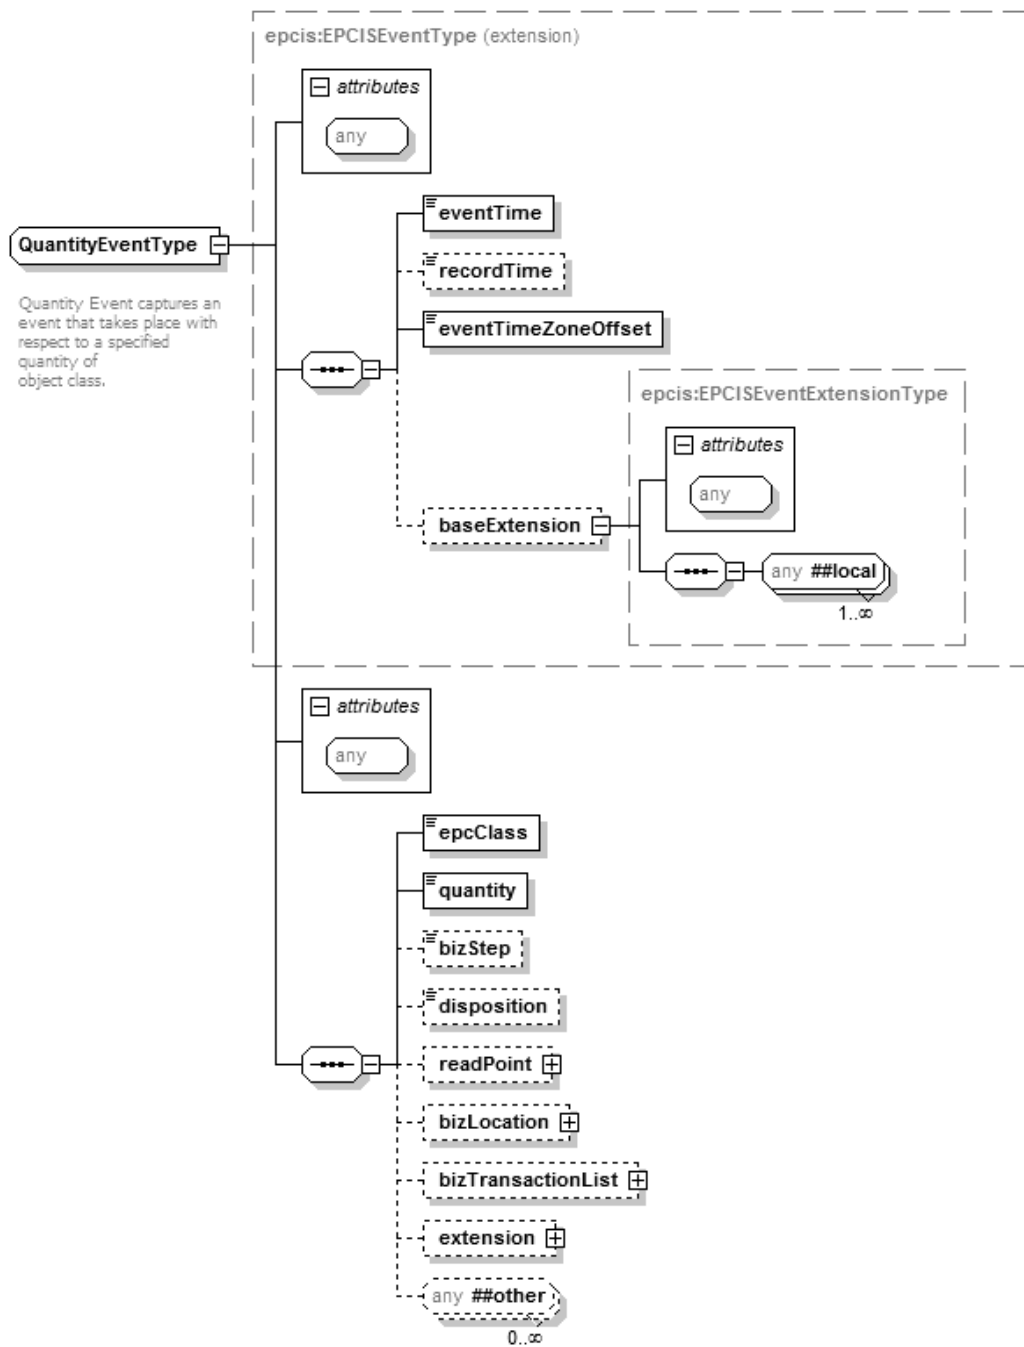 epcis:EPCISEventType (extension)
attributes
any
eventTime
QuantityEventType
recordTime
Quantity Event captures an
event that takes place with
respect to a specified
quantity of
object class.
eventTimeZoneOffset
epcis:EPCISEventExtensionType
attributes
any
baseExtension
any ##local
1..∞
attributes
any
epcClass
quantity
bizStep
disposition
readPoint
bizLocation
bizTransactionList
extension
any ##other
0..∞